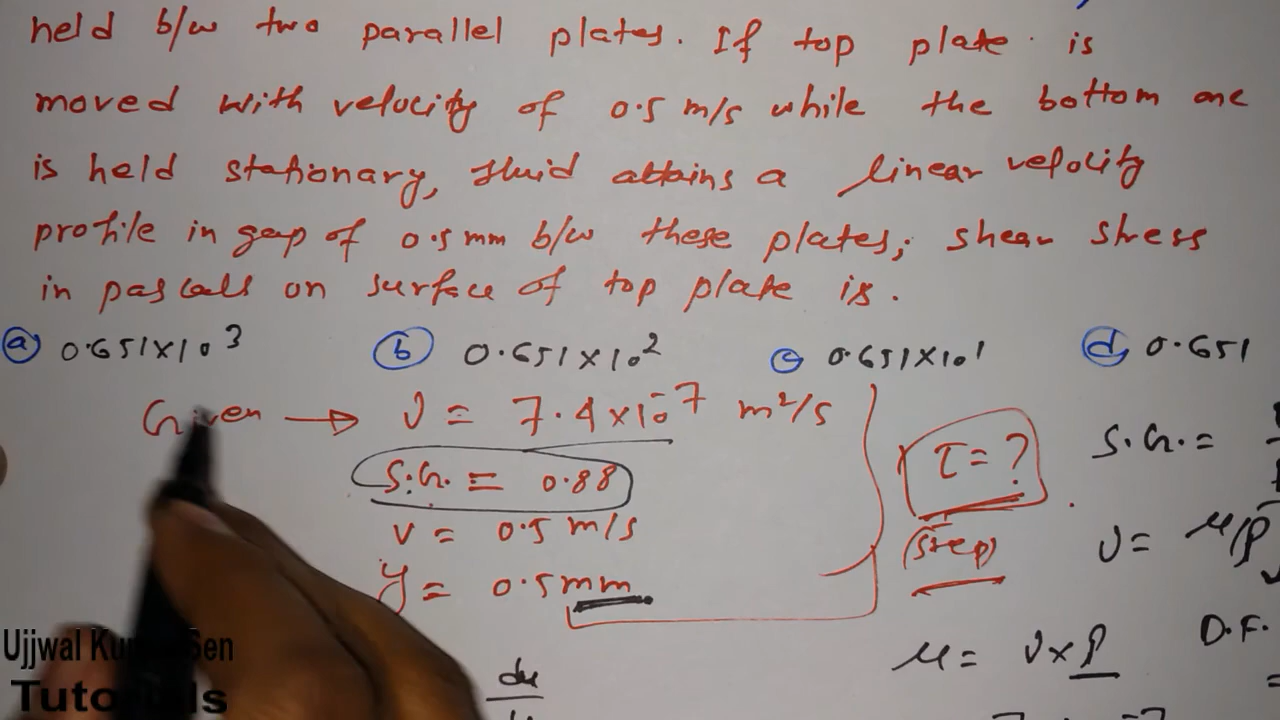 held b/w two parallel plates. If top plate is
moved with velocity of 0.5 m/s while the bottom one
is held stationary, fluid attains a linear velocity
profile in gap of 0.5 mm b/w these plates; shear stress
in pascals on surface of top plate is.
(a) 0.651×10³ (b) 0.651×10² (c) 0.651×10¹ (d) 0.651
Given → ν = 7.4×10⁻⁷ m²/s
S.G. = 0.88
v = 0.5 m/s
y = 0.5mm
τ = ?
(Step)
S.G. =
ν = μ/ρ
μ = ν×ρ
D.F.
=
du
Ujjwal Kumar Sen
Tutorials